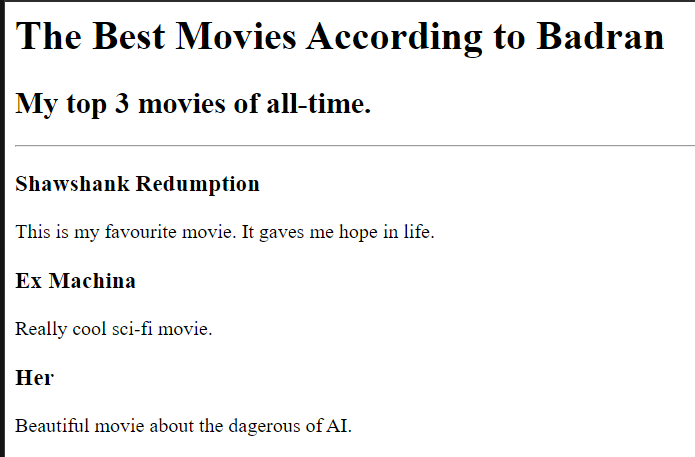 The Best Movies According to Badran
My top 3 movies of all-time.
Shawshank Redumption
This is my favourite movie. It gaves me hope in life.
Ex Machina
Really cool sci-fi movie.
Her
Beautiful movie about the dagerous of AI.